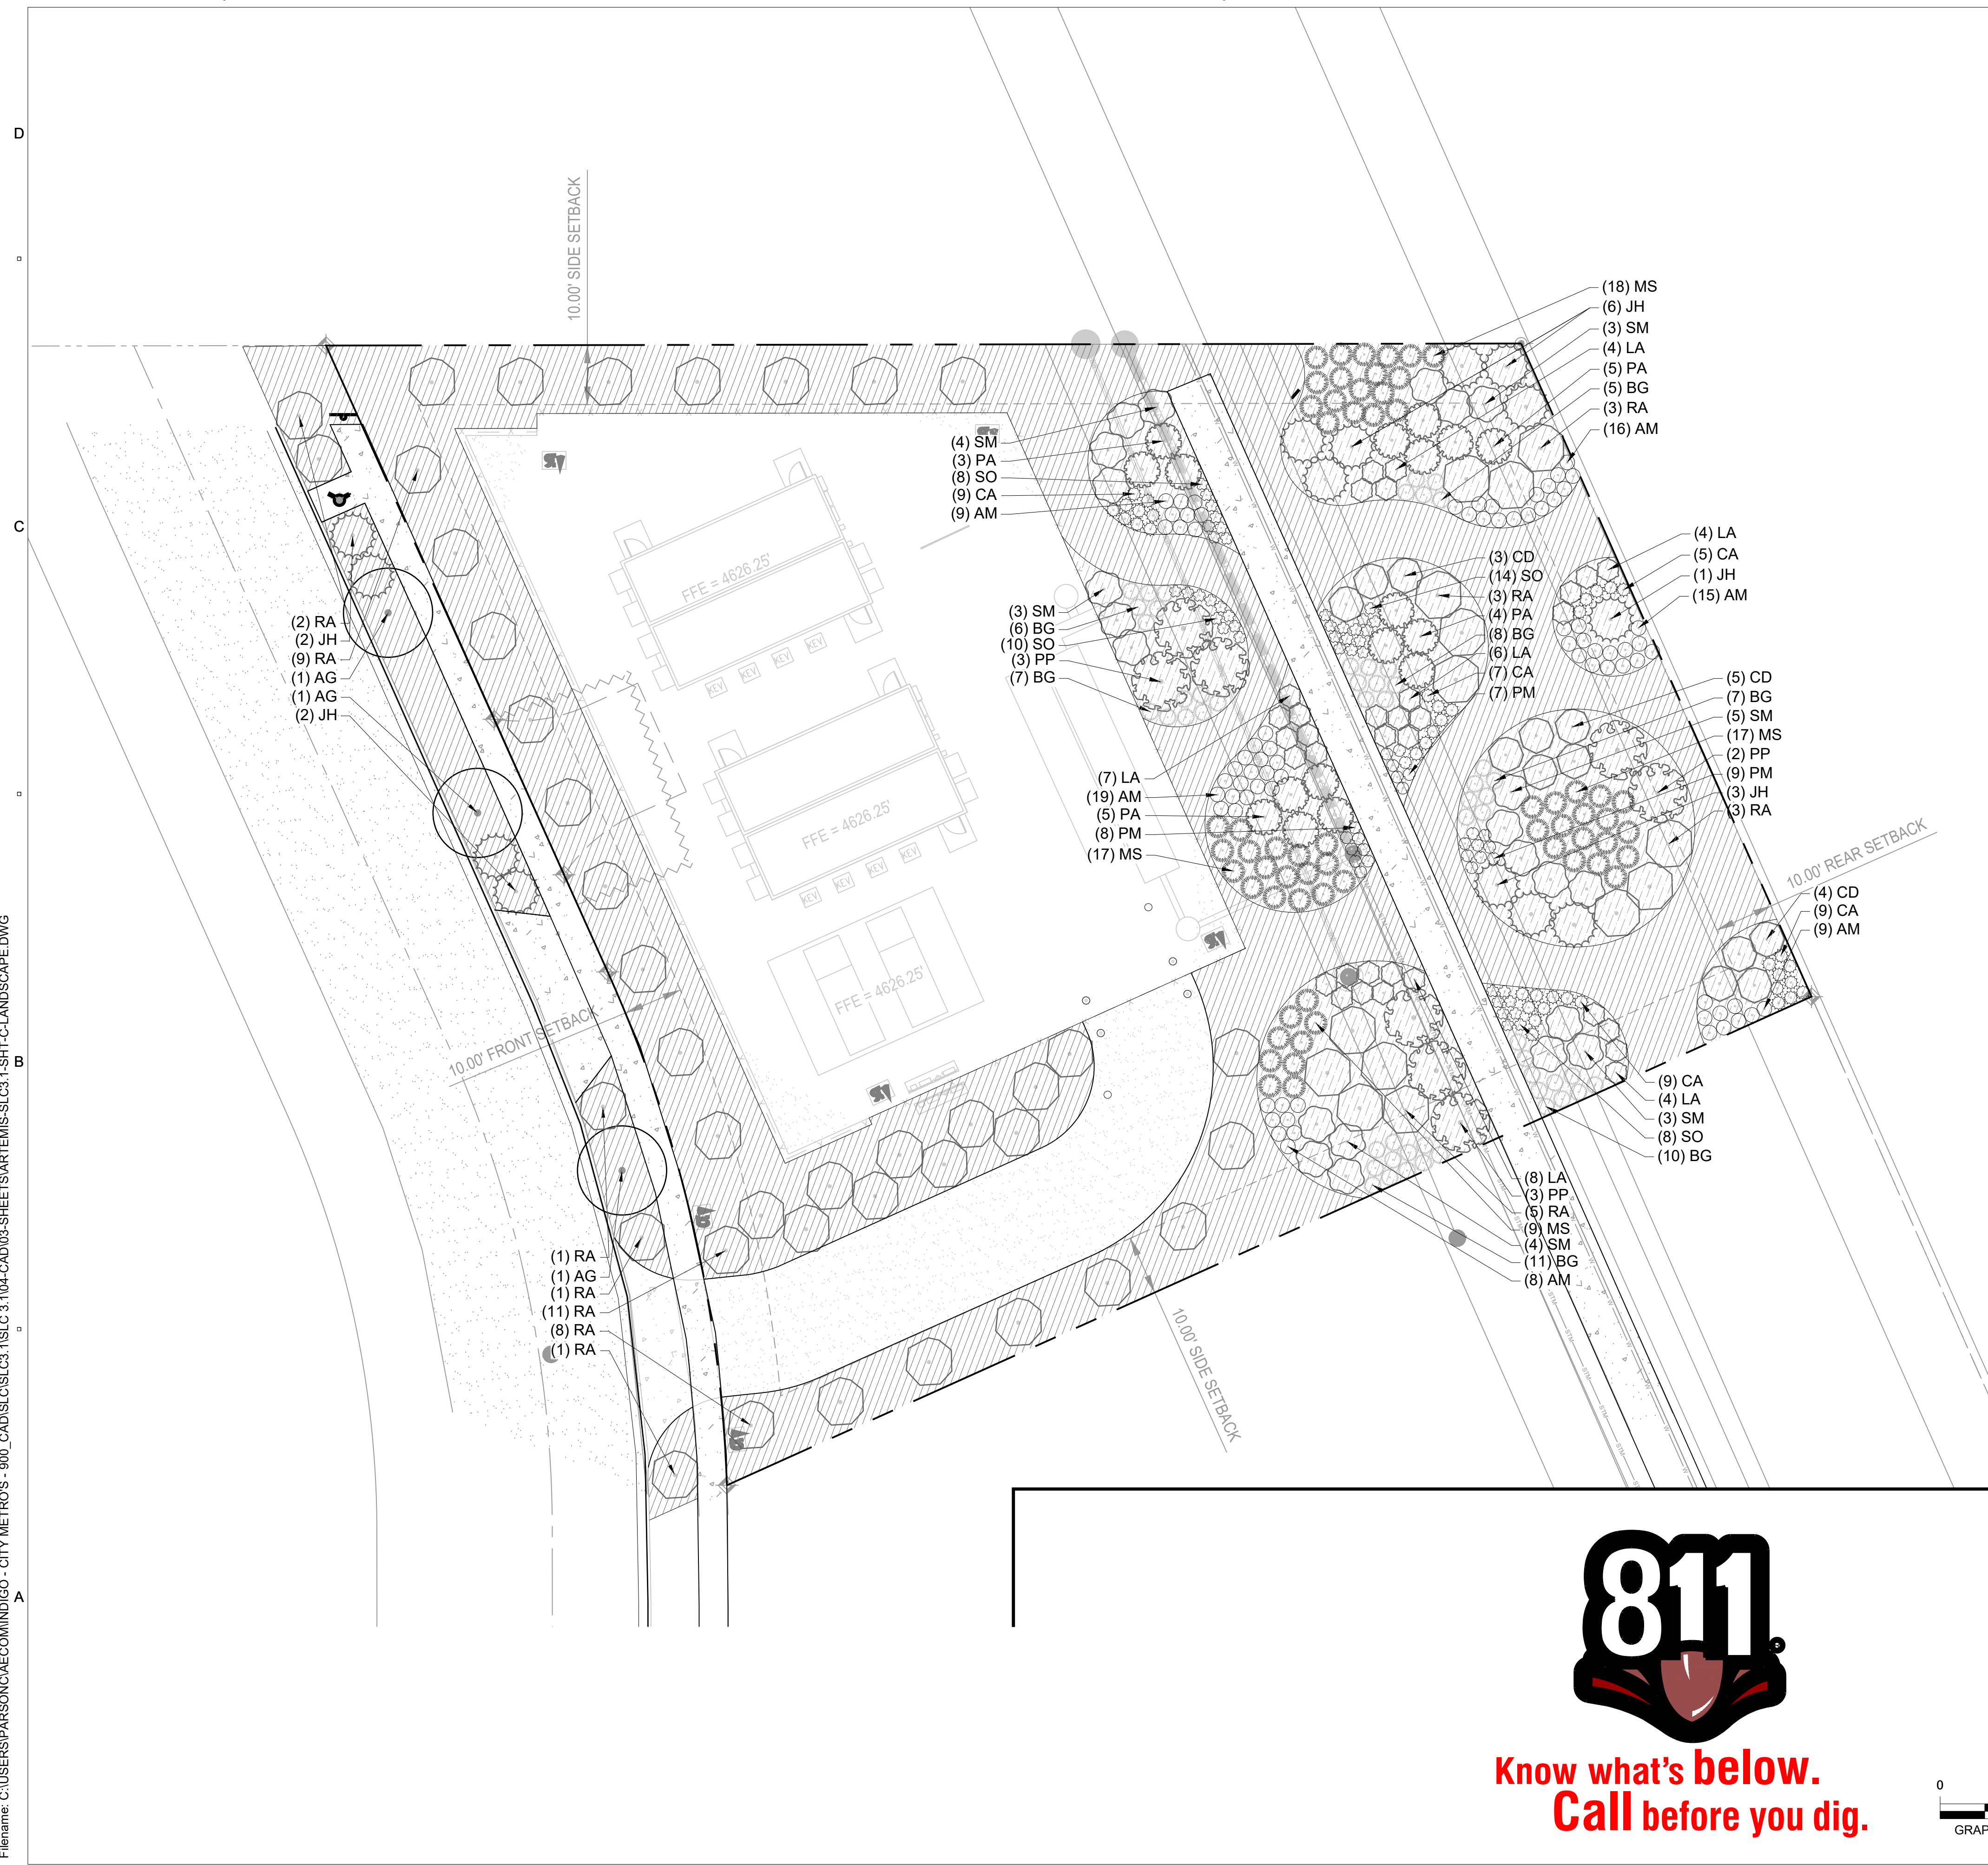 D
C
B
A
10.00' SIDE SETBACK
(18) MS
(6) JH
(3) SM
(4) LA
(5) PA
(5) BG
(3) RA
(16) AM
(4) SM
(3) PA
(8) SO
(9) CA
(9) AM
(4) LA
(5) CA
(1) JH
(15) AM
(3) CD
(14) SO
(3) RA
(4) PA
(8) BG
(6) LA
(7) CA
(7) PM
(3) SM
(6) BG
(10) SO
(3) PP
(7) BG
(2) RA
(2) JH
(9) RA
(1) AG
(1) AG
(2) JH
(5) CD
(7) BG
(5) SM
(17) MS
(2) PP
(9) PM
(3) JH
(3) RA
(7) LA
(19) AM
(5) PA
(8) PM
(17) MS
10.00' REAR SETBACK
(4) CD
(9) CA
(9) AM
FFE = 4626.25'
KEV KEV KEV KEV
FFE = 4626.25'
KEV KEV KEV KEV
FFE = 4626.25'
10.00' FRONT SETBACK
(9) CA
(4) LA
(3) SM
(8) SO
(10) BG
(8) LA
(3) PP
(5) RA
(9) MS
(4) SM
(11) BG
(8) AM
(1) RA
(1) AG
(1) RA
(11) RA
(8) RA
(1) RA
10.00' SIDE SETBACK
811
Know what's below.
Call before you dig.
0
GRAP
Filename: C:\USERS\PARSONC\AECOM\INDIGO - CITY METRO'S - 900_CAD\SLC\SLC3.1\SLC 3.1\04-CAD\03-SHEETS\ARTEMIS-SLC3.1-SHT-C-LANDSCAPE.DWG